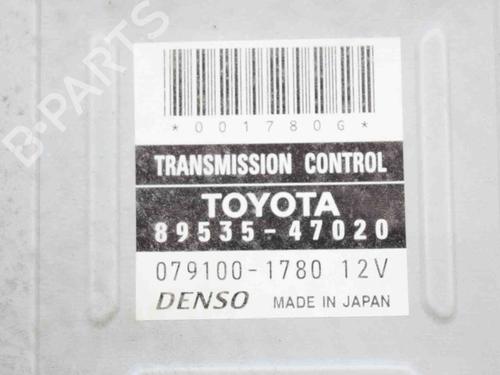 B-PARTS
*001780G*
TRANSMISSION CONTROL
TOYOTA
89535-47020
079100-1780 12V
DENSO MADE IN JAPAN